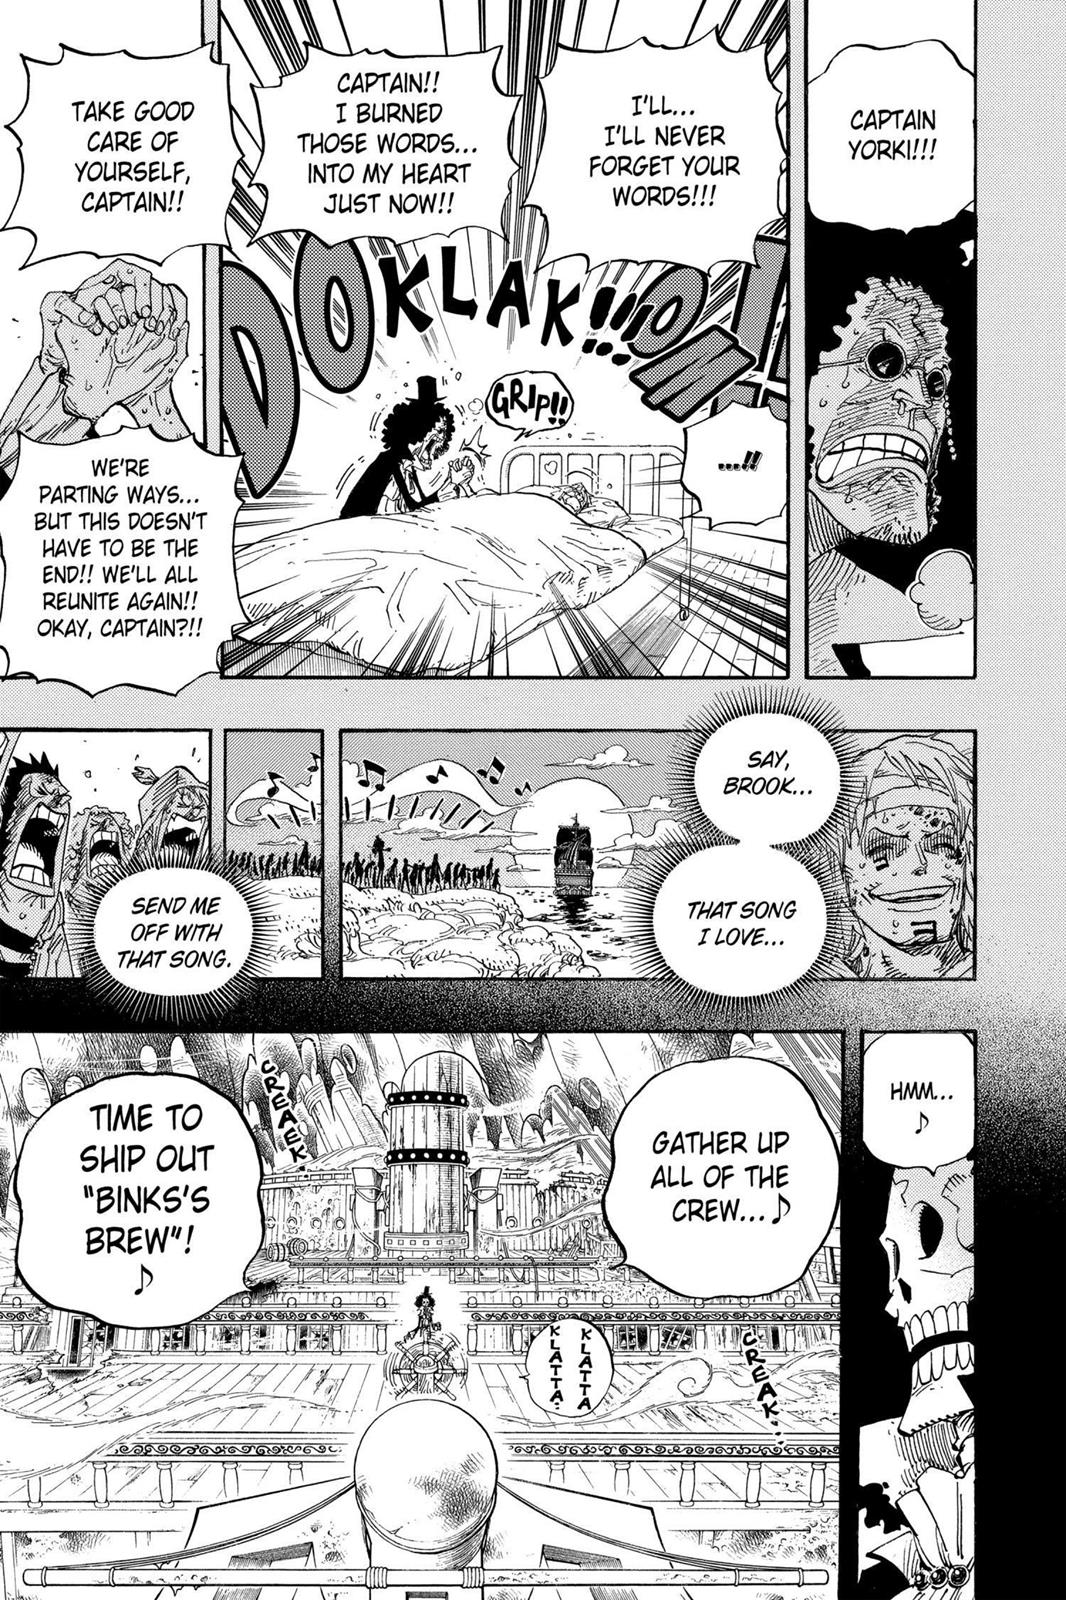 CAPTAIN
YORKI!!!
I'LL...
I'LL NEVER
FORGET YOUR
WORDS!!!
CAPTAIN!!
I BURNED
THOSE WORDS...
INTO MY HEART
JUST NOW!!
TAKE GOOD
CARE OF
YOURSELF,
CAPTAIN!!
DOKLAK!!!
DOOM!!
GRIP!!
...!!
WE'RE
PARTING WAYS...
BUT THIS DOESN'T
HAVE TO BE THE
END!! WE'LL ALL
REUNITE AGAIN!!
OKAY, CAPTAIN?!!
SAY,
BROOK...
THAT SONG
I LOVE...
SEND ME
OFF WITH
THAT SONG.
HMM...
♪
GATHER UP
ALL OF THE
CREW...♪
CREAEK.
TIME TO
SHIP OUT
"BINKS'S
BREW"!
♪
KLATTA
KLATTA.
CREAK...